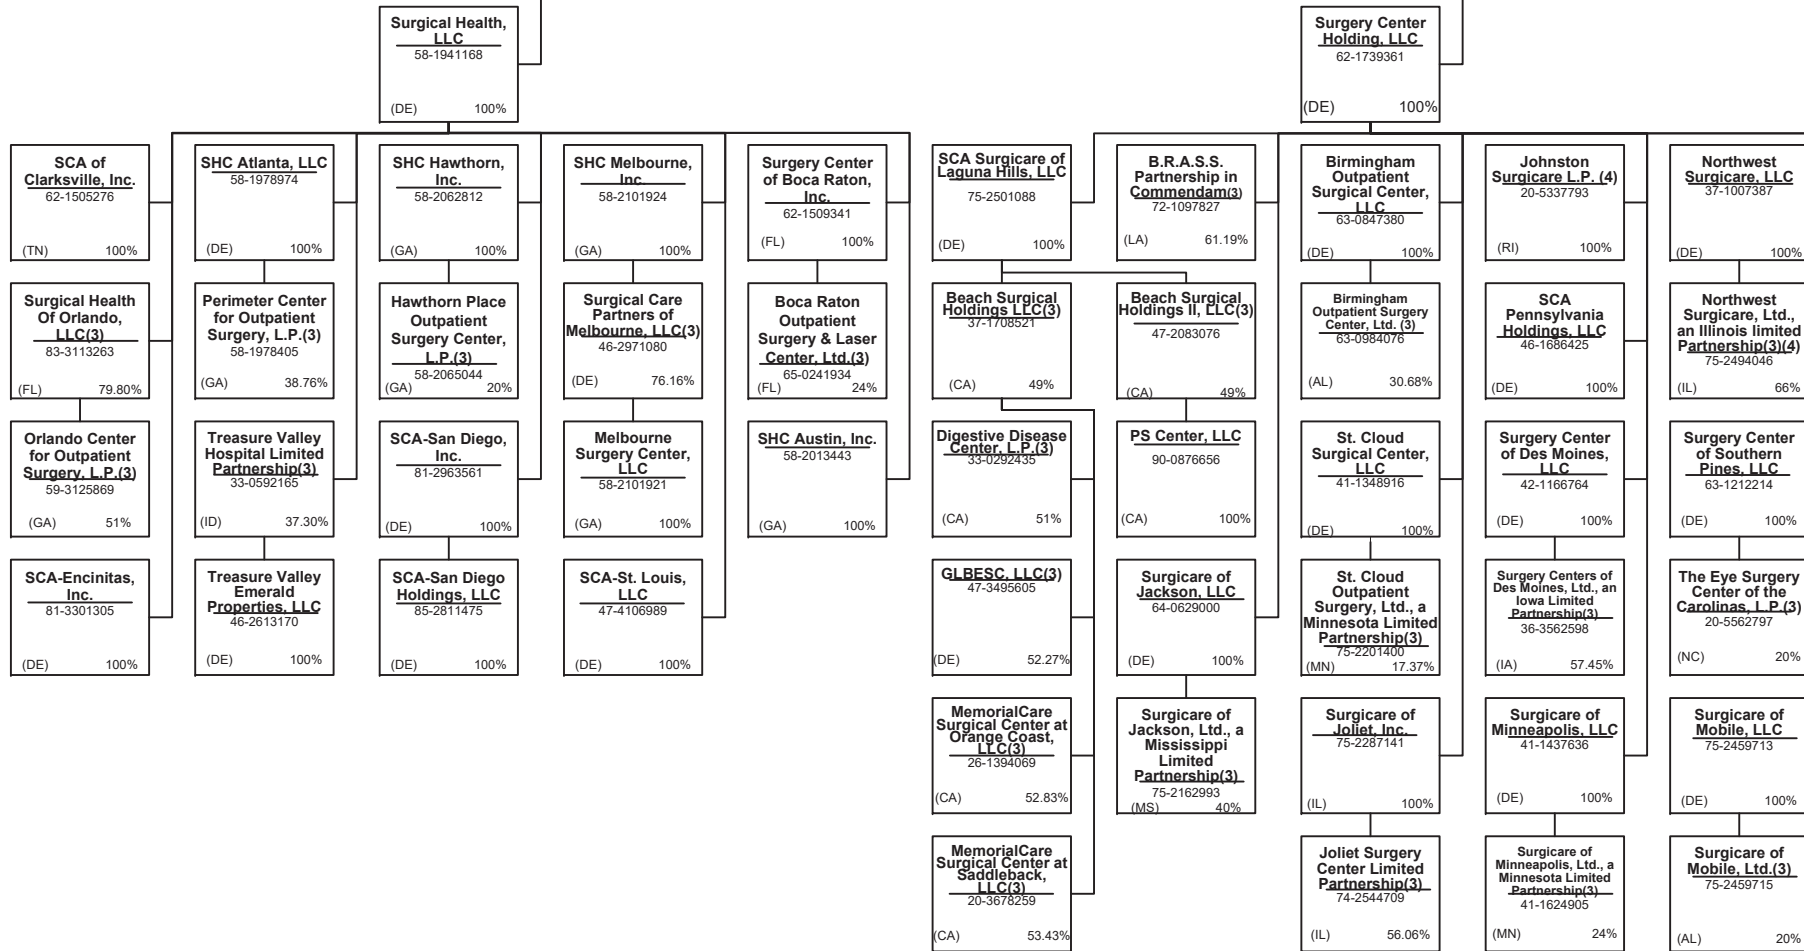 Surgical Health,
LLC
58-1941168
(DE) 100%
Surgery Center
Holding, LLC
62-1739361
(DE) 100%
SCA of
Clarksville, Inc.
62-1505276
(TN) 100%
SHC Atlanta, LLC
58-1978974
(DE) 100%
SHC Hawthorn,
Inc.
58-2062812
(GA) 100%
SHC Melbourne,
Inc.
58-2101924
(GA) 100%
Surgery Center
of Boca Raton,
Inc.
62-1509341
(FL) 100%
SCA Surgicare of
Laguna Hills, LLC
75-2501088
(DE) 100%
B.R.A.S.S.
Partnership in
Commendam(3)
72-1097827
(LA) 61.19%
Birmingham
Outpatient
Surgical Center,
LLC
63-0847380
(DE) 100%
Johnston
Surgicare L.P. (4)
20-5337793
(RI) 100%
Northwest
Surgicare, LLC
37-1007387
(DE) 100%
Surgical Health
Of Orlando,
LLC(3)
83-3113263
(FL) 79.80%
Perimeter Center
for Outpatient
Surgery, L.P.(3)
58-1978405
(GA) 38.76%
Hawthorn Place
Outpatient
Surgery Center,
L.P.(3)
58-2065044
(GA) 20%
Surgical Care
Partners of
Melbourne, LLC(3)
46-2971080
(DE) 76.16%
Boca Raton
Outpatient
Surgery & Laser
Center, Ltd.(3)
65-0241934
(FL) 24%
Beach Surgical
Holdings LLC(3)
37-1708521
(CA) 49%
Beach Surgical
Holdings II, LLC(3)
47-2083076
(CA) 49%
Birmingham
Outpatient Surgery
Center, Ltd. (3)
63-0984076
(AL) 30.68%
SCA
Pennsylvania
Holdings, LLC
46-1686425
(DE) 100%
Northwest
Surgicare, Ltd.,
an Illinois limited
Partnership(3)(4)
75-2494046
(IL) 66%
Orlando Center
for Outpatient
Surgery, L.P.(3)
59-3125869
(GA) 51%
Treasure Valley
Hospital Limited
Partnership(3)
33-0592165
(ID) 37.30%
SCA-San Diego,
Inc.
81-2963561
(DE) 100%
Melbourne
Surgery Center,
LLC
58-2101921
(GA) 100%
SHC Austin, Inc.
58-2013443
(GA) 100%
Digestive Disease
Center, L.P.(3)
33-0292435
(CA) 51%
PS Center, LLC
90-0876656
(CA) 100%
St. Cloud
Surgical Center,
LLC
41-1348916
(DE) 100%
Surgery Center
of Des Moines,
LLC
42-1166764
(DE) 100%
Surgery Center
of Southern
Pines, LLC
63-1212214
(DE) 100%
SCA-Encinitas,
Inc.
81-3301305
(DE) 100%
Treasure Valley
Emerald
Properties, LLC
46-2613170
(DE) 100%
SCA-San Diego
Holdings, LLC
85-2811475
(DE) 100%
SCA-St. Louis,
LLC
47-4106989
(DE) 100%
GLBESC, LLC(3)
47-3495605
(DE) 52.27%
Surgicare of
Jackson, LLC
64-0629000
(DE) 100%
St. Cloud
Outpatient
Surgery, Ltd., a
Minnesota Limited
Partnership(3)
75-2201400
(MN) 17.37%
Surgery Centers of
Des Moines, Ltd., an
Iowa Limited
Partnership(3)
36-3562598
(IA) 57.45%
The Eye Surgery
Center of the
Carolinas, L.P.(3)
20-5562797
(NC) 20%
MemorialCare
Surgical Center at
Orange Coast,
LLC(3)
26-1394069
(CA) 52.83%
Surgicare of
Jackson, Ltd., a
Mississippi
Limited
Partnership(3)
75-2162993
(MS) 40%
Surgicare of
Joliet, Inc.
75-2287141
(IL) 100%
Surgicare of
Minneapolis, LLC
41-1437636
(DE) 100%
Surgicare of
Mobile, LLC
75-2459713
(DE) 100%
MemorialCare
Surgical Center at
Saddleback,
LLC(3)
20-3678259
(CA) 53.43%
Joliet Surgery
Center Limited
Partnership(3)
74-2544709
(IL) 56.06%
Surgicare of
Minneapolis, Ltd., a
Minnesota Limited
Partnership(3)
41-1624905
(MN) 24%
Surgicare of
Mobile, Ltd.(3)
75-2459715
(AL) 20%